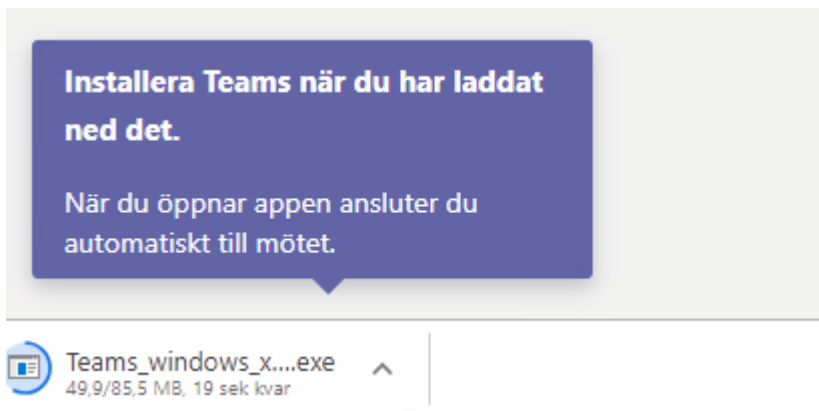 Installera Teams när du har laddat
ned det.
När du öppnar appen ansluter du
automatiskt till mötet.
Teams_windows_x....exe
49,9/85,5 MB, 19 sek kvar